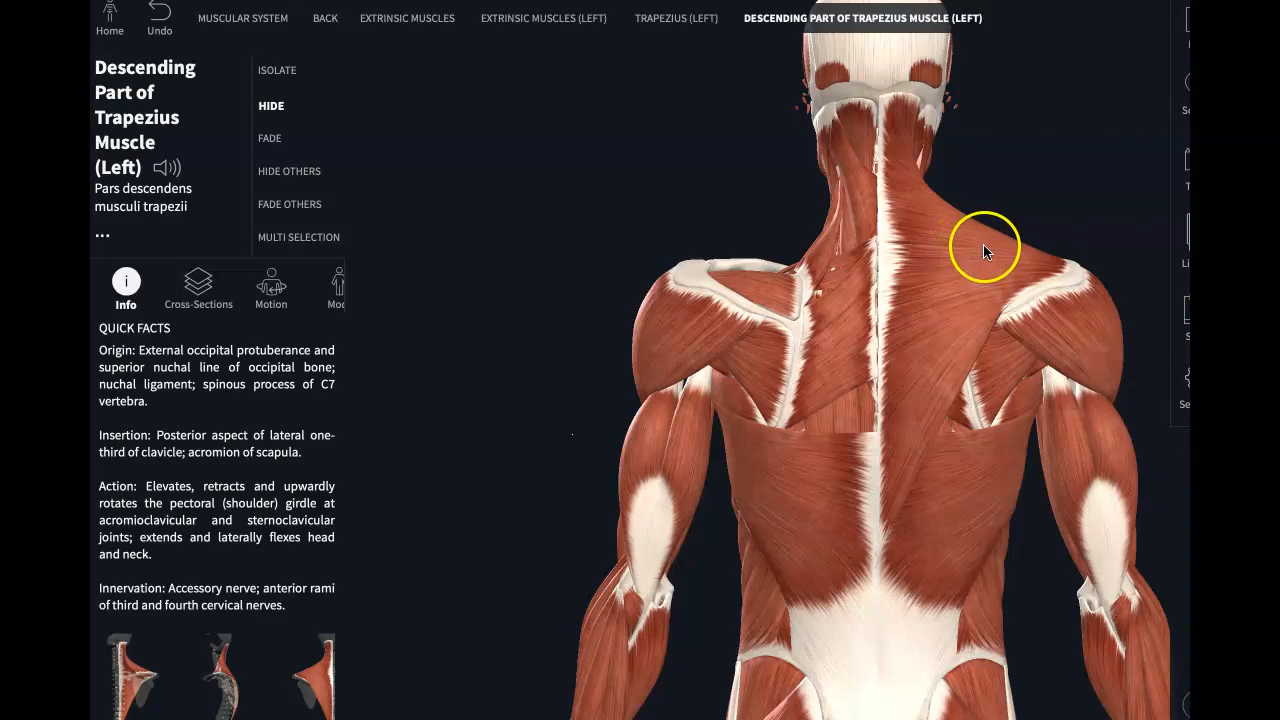 MUSCULAR SYSTEM
BACK
EXTRINSIC MUSCLES
EXTRINSIC MUSCLES (LEFT)
TRAPEZIUS (LEFT)
DESCENDING PART OF TRAPEZIUS MUSCLE (LEFT)
Home
Undo
Descending
Part of
Trapezius
Muscle
(Left)
Pars descendens
musculi trapezii
...
ISOLATE
HIDE
FADE
HIDE OTHERS
FADE OTHERS
MULTI SELECTION
Info
Cross-Sections
Motion
QUICK FACTS
Origin: External occipital protuberance and
superior nuchal line of occipital bone;
nuchal ligament; spinous process of C7
vertebra.
Insertion: Posterior aspect of lateral one-
third of clavicle; acromion of scapula.
Action: Elevates, retracts and upwardly
rotates the pectoral (shoulder) girdle at
acromioclavicular and sternoclavicular
joints; extends and laterally flexes head
and neck.
Innervation: Accessory nerve; anterior rami
of third and fourth cervical nerves.